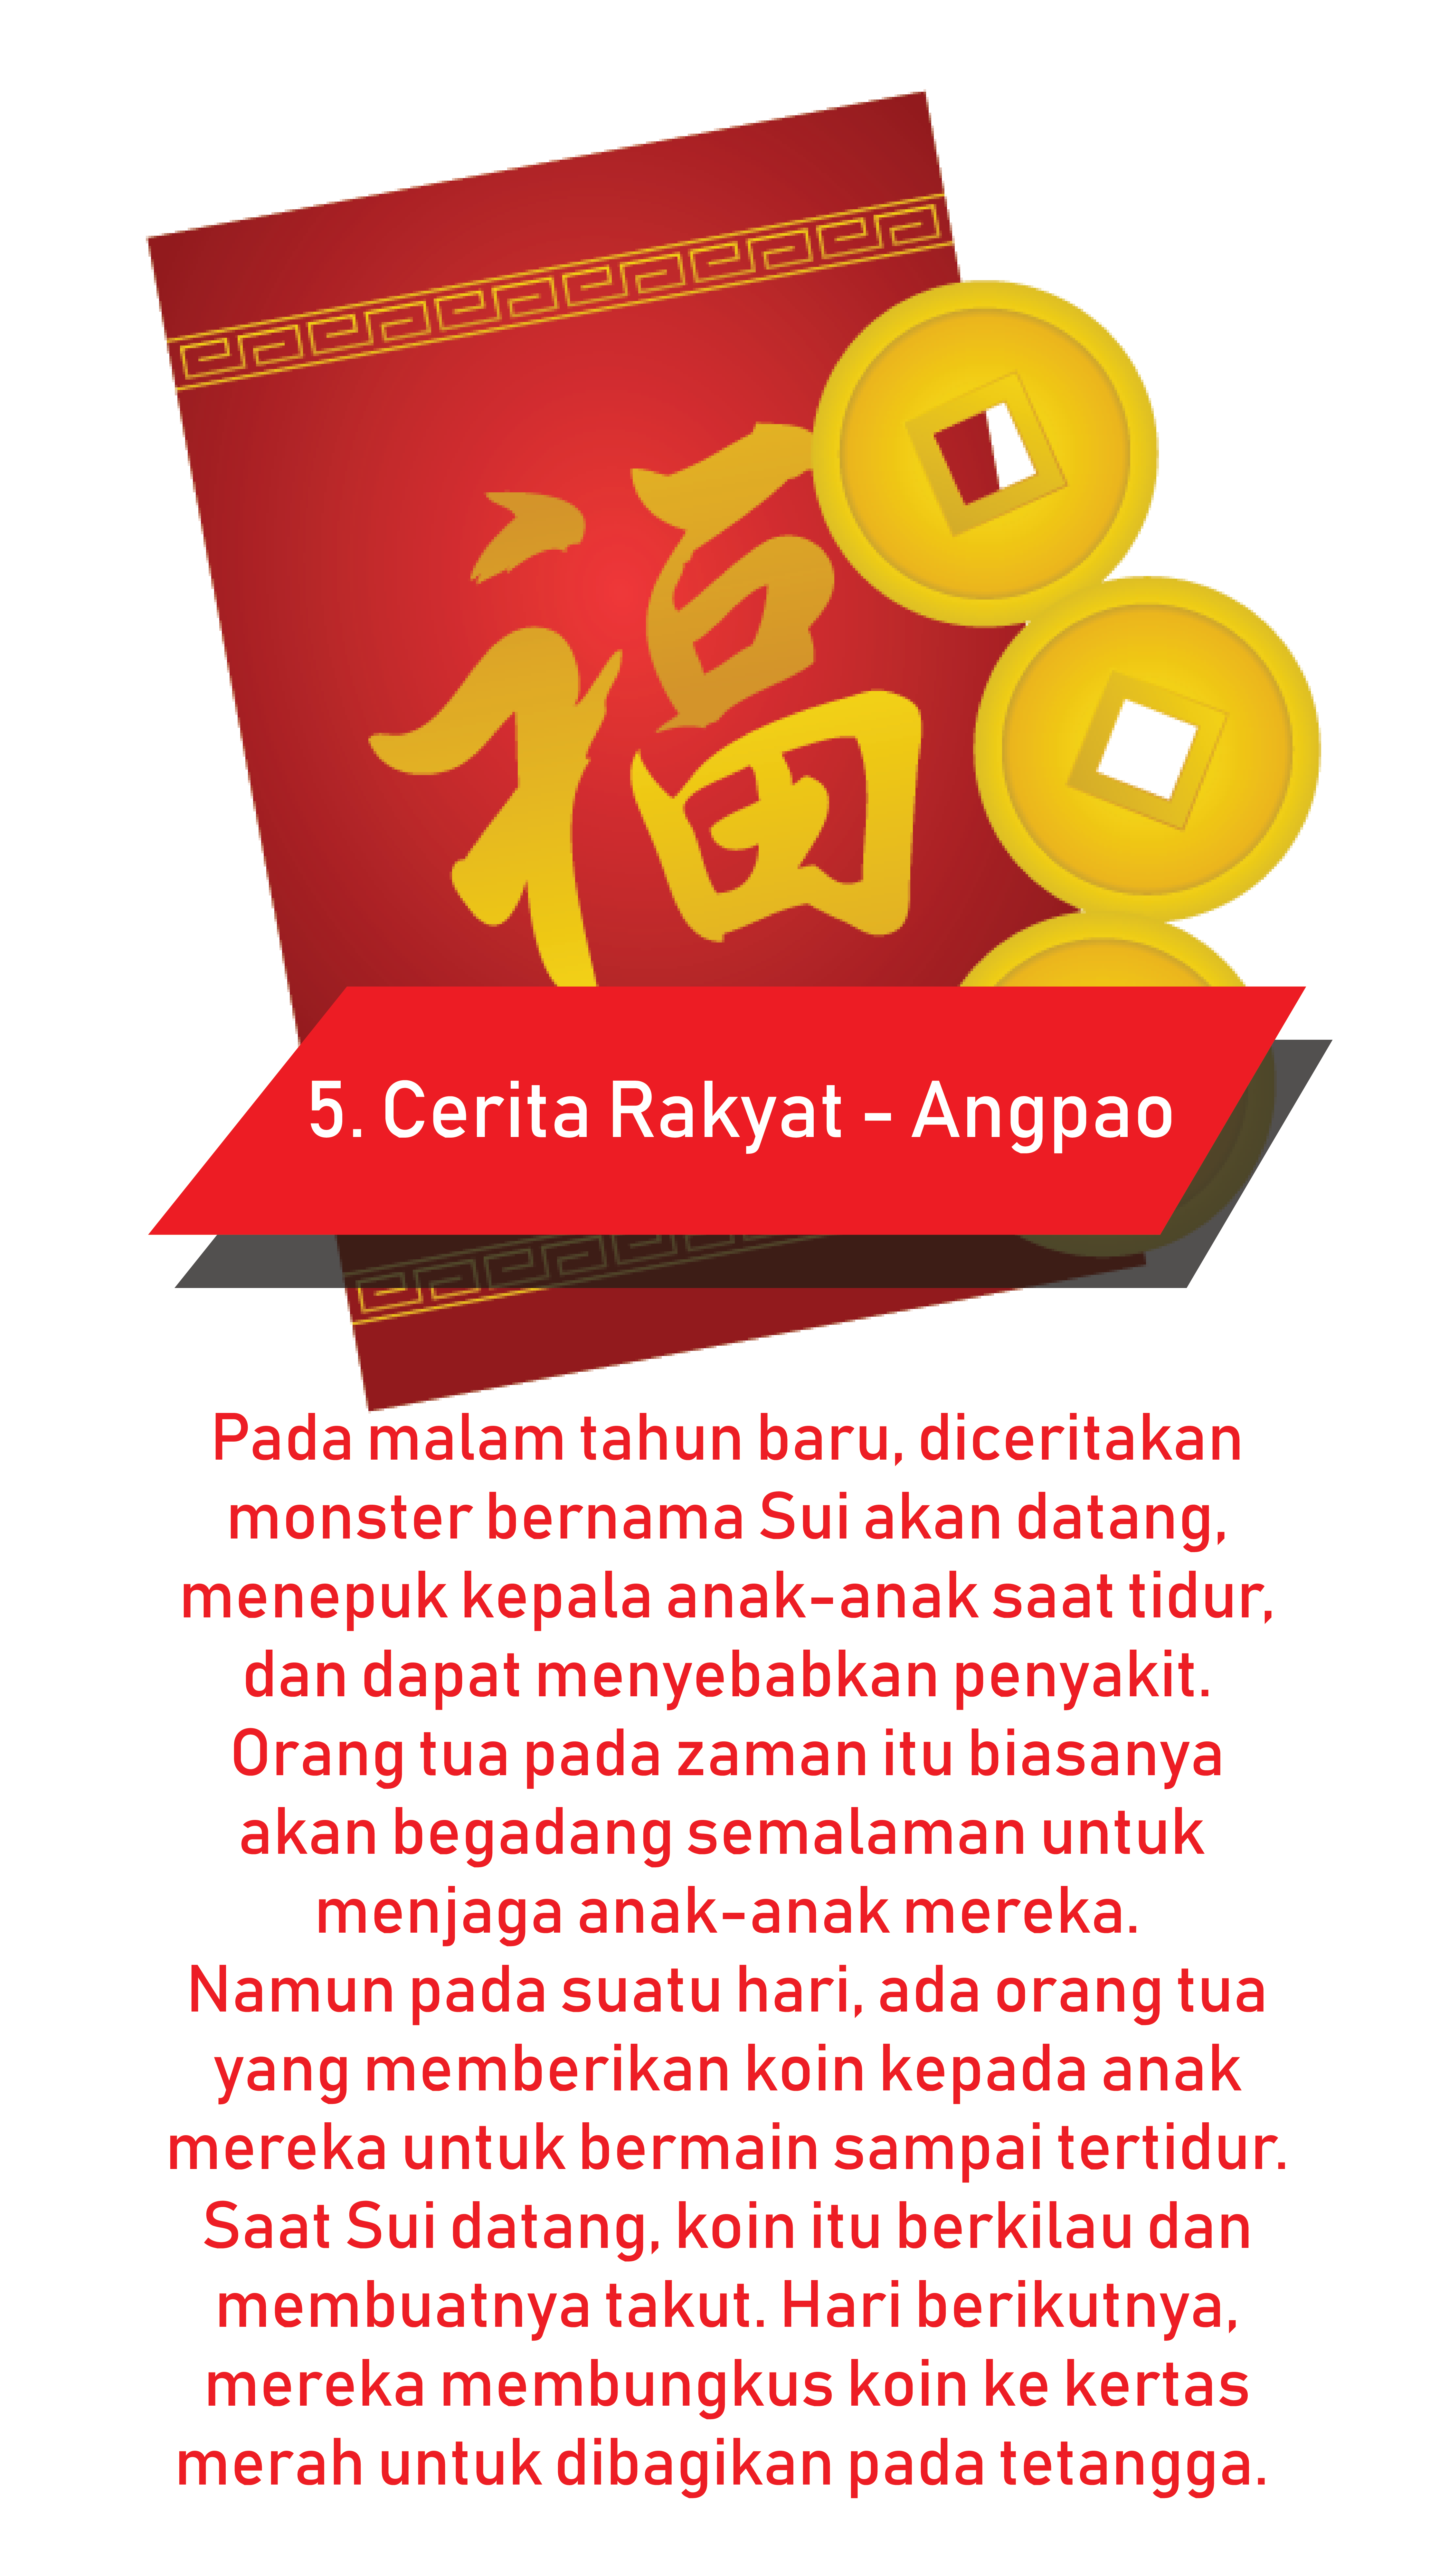 福
5. Cerita Rakyat - Angpao
Pada malam tahun baru, diceritakan
monster bernama Sui akan datang,
menepuk kepala anak-anak saat tidur,
dan dapat menyebabkan penyakit.
Orang tua pada zaman itu biasanya
akan begadang semalaman untuk
menjaga anak-anak mereka.
Namun pada suatu hari, ada orang tua
yang memberikan koin kepada anak
mereka untuk bermain sampai tertidur.
Saat Sui datang, koin itu berkilau dan
membuatnya takut. Hari berikutnya,
mereka membungkus koin ke kertas
merah untuk dibagikan pada tetangga.